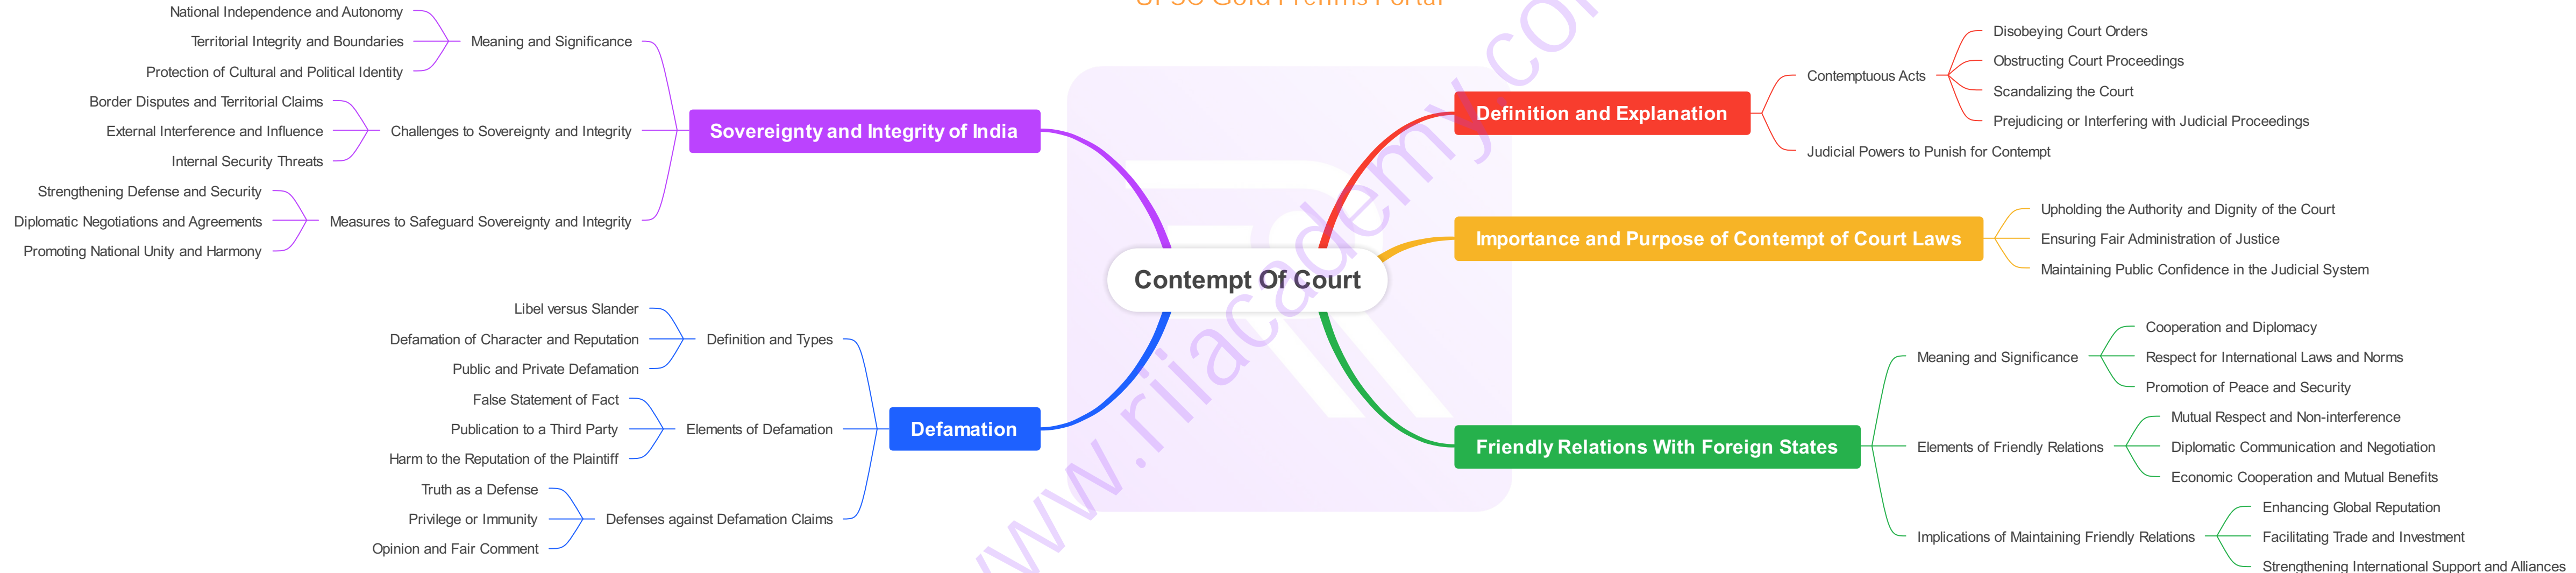 UPSC Gold Prelims Portal
Contempt Of Court
Definition and Explanation
Contemptuous Acts
Disobeying Court Orders
Obstructing Court Proceedings
Scandalizing the Court
Prejudicing or Interfering with Judicial Proceedings
Judicial Powers to Punish for Contempt
Importance and Purpose of Contempt of Court Laws
Upholding the Authority and Dignity of the Court
Ensuring Fair Administration of Justice
Maintaining Public Confidence in the Judicial System
Friendly Relations With Foreign States
Meaning and Significance
Cooperation and Diplomacy
Respect for International Laws and Norms
Promotion of Peace and Security
Elements of Friendly Relations
Mutual Respect and Non-interference
Diplomatic Communication and Negotiation
Economic Cooperation and Mutual Benefits
Implications of Maintaining Friendly Relations
Enhancing Global Reputation
Facilitating Trade and Investment
Strengthening International Support and Alliances
Sovereignty and Integrity of India
Meaning and Significance
National Independence and Autonomy
Territorial Integrity and Boundaries
Protection of Cultural and Political Identity
Challenges to Sovereignty and Integrity
Border Disputes and Territorial Claims
External Interference and Influence
Internal Security Threats
Measures to Safeguard Sovereignty and Integrity
Strengthening Defense and Security
Diplomatic Negotiations and Agreements
Promoting National Unity and Harmony
Defamation
Definition and Types
Libel versus Slander
Defamation of Character and Reputation
Public and Private Defamation
Elements of Defamation
False Statement of Fact
Publication to a Third Party
Harm to the Reputation of the Plaintiff
Defenses against Defamation Claims
Truth as a Defense
Privilege or Immunity
Opinion and Fair Comment